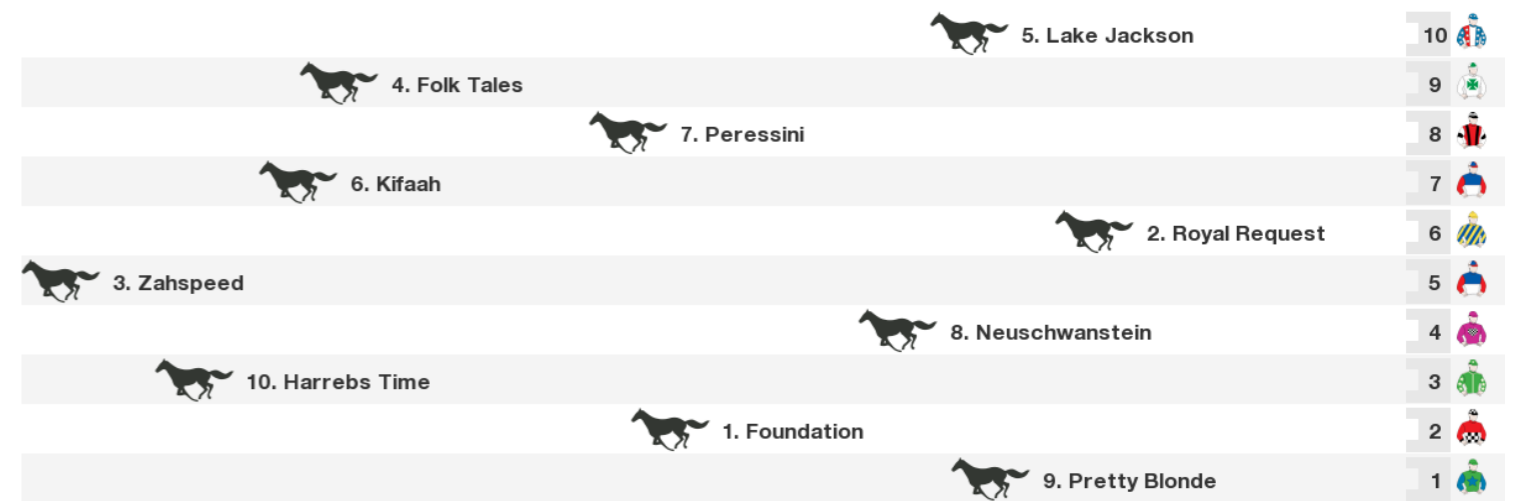 5. Lake Jackson 10
4. Folk Tales 9
7. Peressini 8
6. Kifaah 7
2. Royal Request 6
3. Zahspeed 5
8. Neuschwanstein 4
10. Harrebs Time 3
1. Foundation 2
9. Pretty Blonde 1